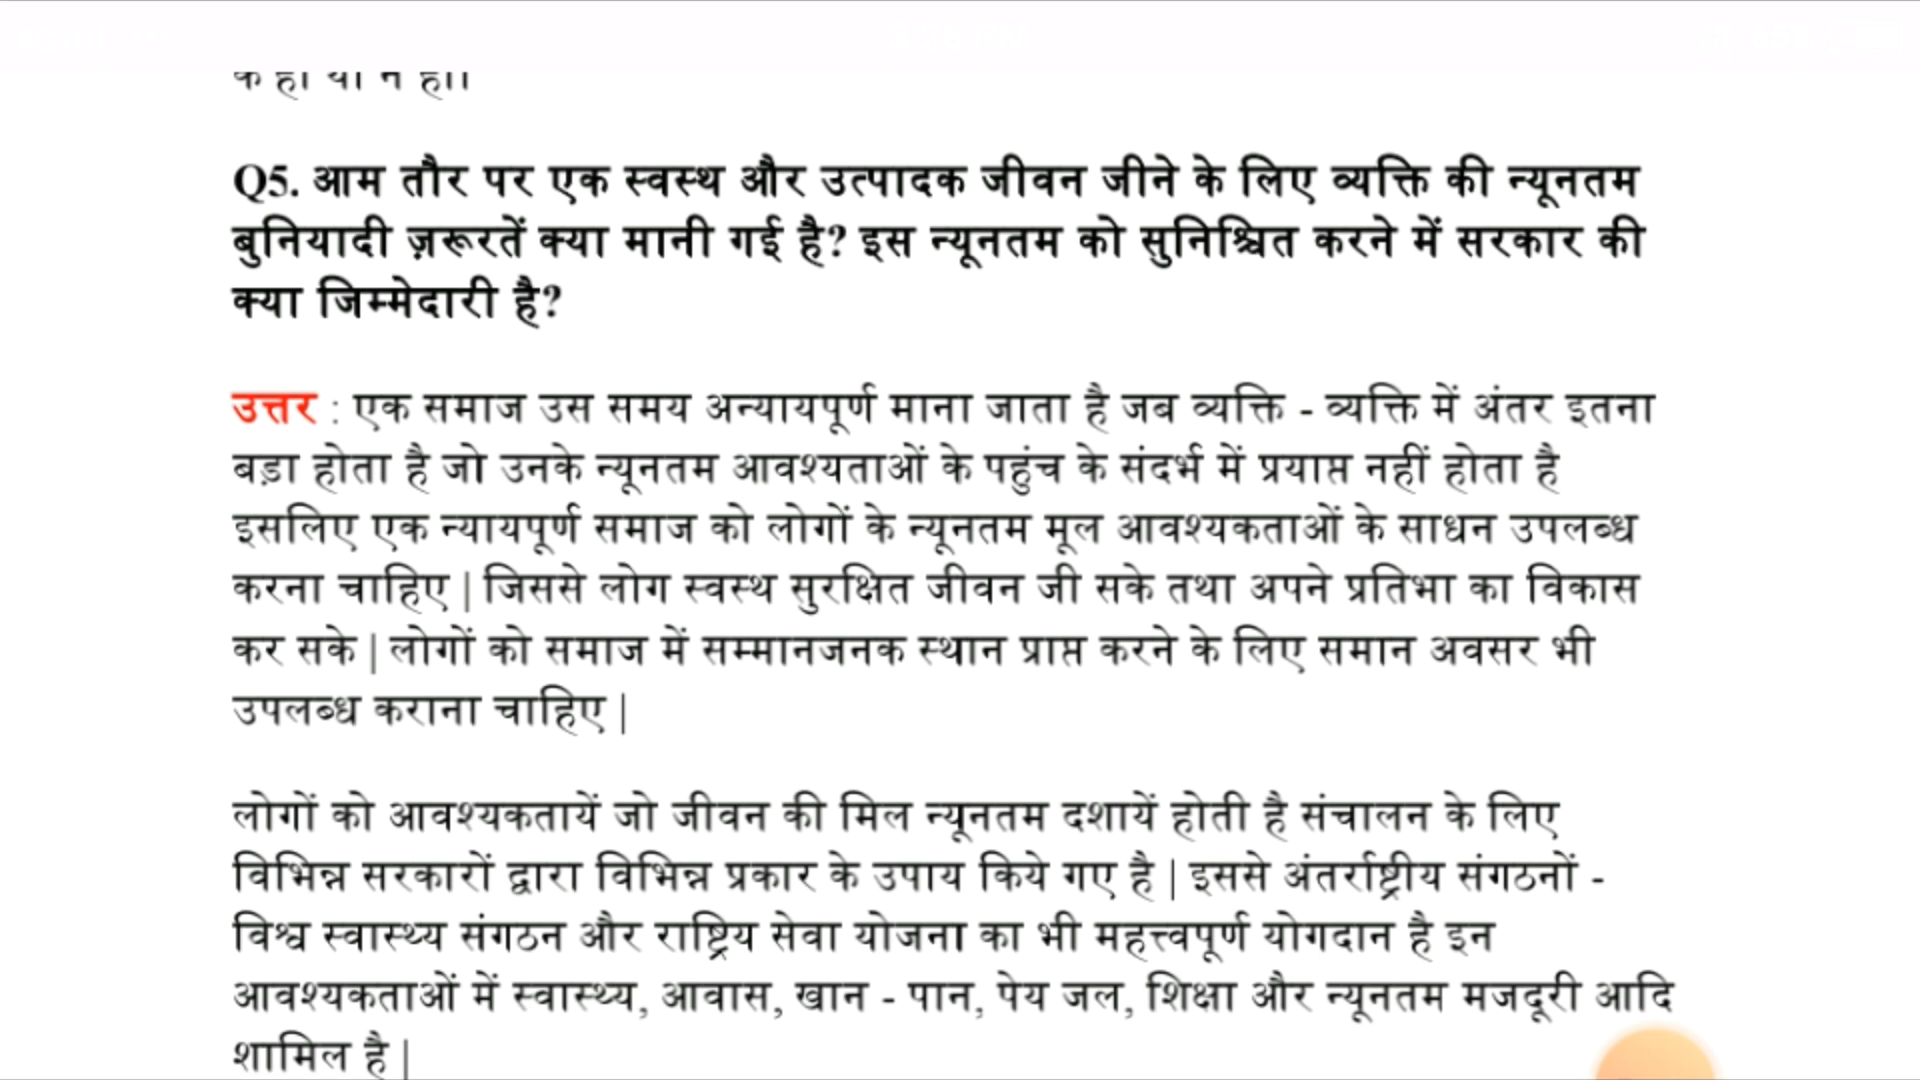 के हों या न हों।
Q5. आम तौर पर एक स्वस्थ और उत्पादक जीवन जीने के लिए व्यक्ति की न्यूनतम
बुनियादी ज़रूरतें क्या मानी गई है? इस न्यूनतम को सुनिश्चित करने में सरकार की
क्या जिम्मेदारी है?
उत्तर : एक समाज उस समय अन्यायपूर्ण माना जाता है जब व्यक्ति - व्यक्ति में अंतर इतना
बड़ा होता है जो उनके न्यूनतम आवश्यताओं के पहुंच के संदर्भ में प्रयाप्त नहीं होता है
इसलिए एक न्यायपूर्ण समाज को लोगों के न्यूनतम मूल आवश्यकताओं के साधन उपलब्ध
करना चाहिए | जिससे लोग स्वस्थ सुरक्षित जीवन जी सके तथा अपने प्रतिभा का विकास
कर सके | लोगों को समाज में सम्मानजनक स्थान प्राप्त करने के लिए समान अवसर भी
उपलब्ध कराना चाहिए |
लोगों को आवश्यकतायें जो जीवन की मिल न्यूनतम दशायें होती है संचालन के लिए
विभिन्न सरकारों द्वारा विभिन्न प्रकार के उपाय किये गए है | इससे अंतर्राष्ट्रीय संगठनों -
विश्व स्वास्थ्य संगठन और राष्ट्रिय सेवा योजना का भी महत्त्वपूर्ण योगदान है इन
आवश्यकताओं में स्वास्थ्य, आवास, खान - पान, पेय जल, शिक्षा और न्यूनतम मजदूरी आदि
शामिल है |